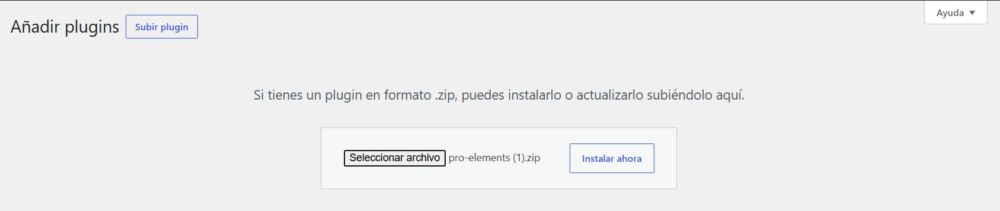 Ayuda ▼
Añadir plugins Subir plugin
Si tienes un plugin en formato .zip, puedes instalarlo o actualizarlo subiéndolo aquí.
Seleccionar archivo pro-elements (1).zip Instalar ahora